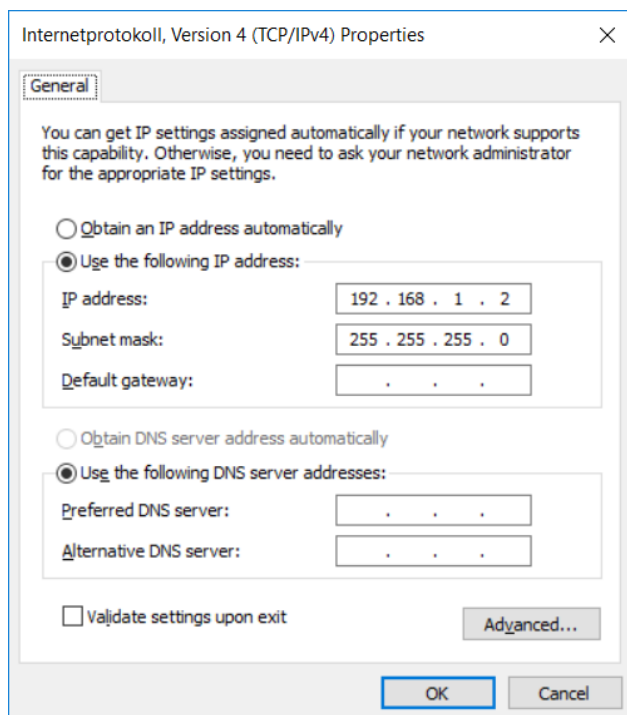 Internetprotokoll, Version 4 (TCP/IPv4) Properties
General
You can get IP settings assigned automatically if your network supports
this capability. Otherwise, you need to ask your network administrator
for the appropriate IP settings.
Obtain an IP address automatically
Use the following IP address:
IP address: 192 . 168 . 1 . 2
Subnet mask: 255 . 255 . 255 . 0
Default gateway: . . .
Obtain DNS server address automatically
Use the following DNS server addresses:
Preferred DNS server: . . .
Alternative DNS server: . . .
Validate settings upon exit
Advanced...
OK Cancel